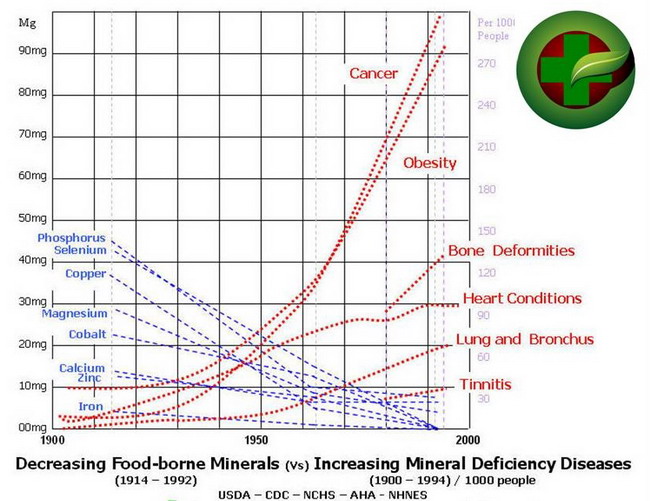 Mg
Per 1000
People
90mg
80mg
70mg
60mg
50mg
40mg
30mg
20mg
10mg
00mg
270
240
210
180
150
120
90
60
30
Cancer
Obesity
Bone Deformities
Heart Conditions
Lung and Bronchus
Tinnitis
Phosphorus
Selenium
Copper
Magnesium
Cobalt
Calcium
Zinc
Iron
1900
1950
2000
Decreasing Food-borne Minerals (Vs) Increasing Mineral Deficiency Diseases
(1914 – 1992) (1900 – 1994) / 1000 people
USDA – CDC – NCHS – AHA – NHNES